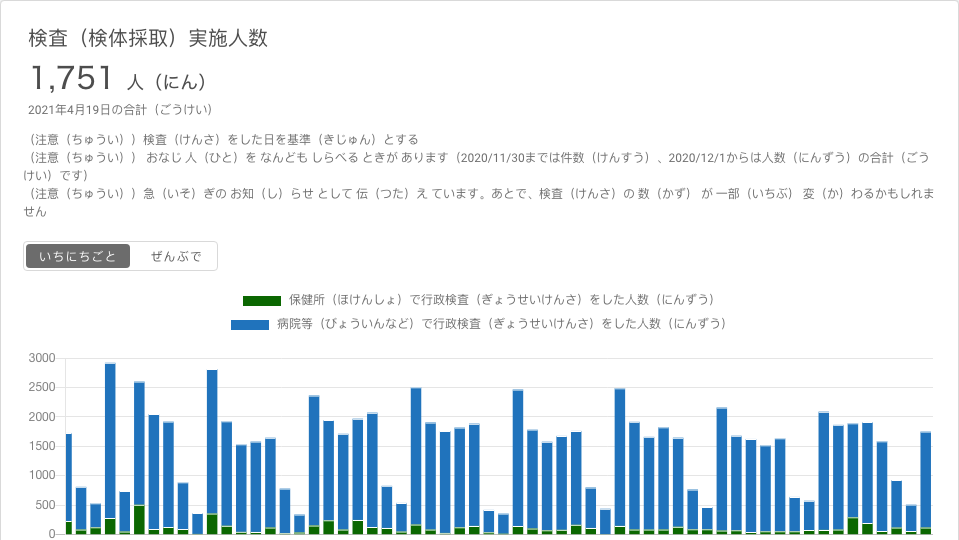 検査（検体採取）実施人数
1,751 人（にん）
2021年4月19日の合計（ごうけい）
（注意（ちゅうい））検査（けんさ）をした日を基準（きじゅん）とする
（注意（ちゅうい）） おなじ 人（ひと）を なんども しらべる ときが あります（2020/11/30までは件数（けんすう）、2020/12/1からは人数（にんずう）の合計（ごう
けい）です）
（注意（ちゅうい））急（いそ）ぎの お知（し）らせ として 伝（つた）え ています。あとで、検査（けんさ）の 数（かず） が 一部（いちぶ） 変（か）わるかもしれま
せん
いちにちごと ぜんぶで
保健所（ほけんしょ）で行政検査（ぎょうせいけんさ）をした人数（にんずう）
病院等（びょういんなど）で行政検査（ぎょうせいけんさ）をした人数（にんずう）
3000
2500
2000
1500
1000
500
0